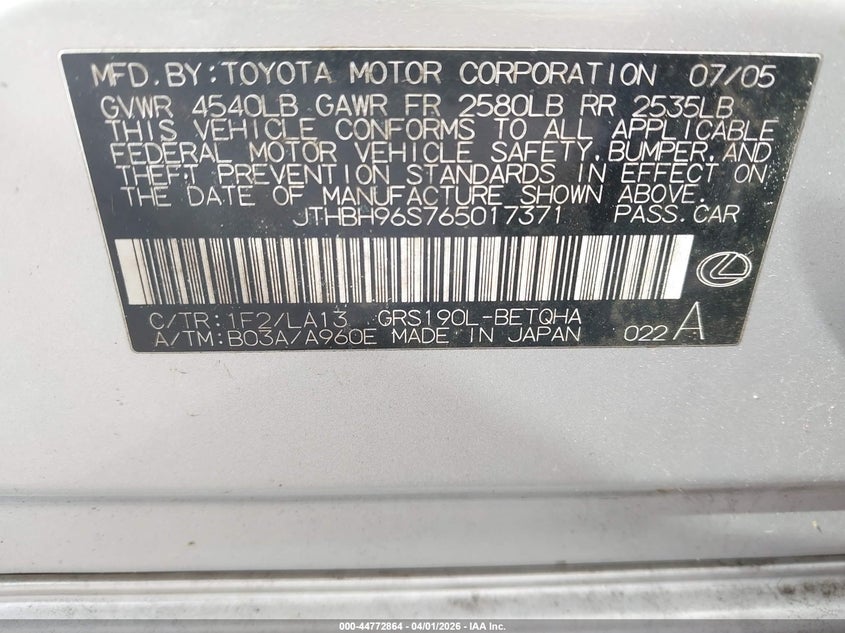 MFD. BY: TOYOTA MOTOR CORPORATION 07/05
GVWR 4540LB GAWR FR 2580LB RR 2535LB
THIS VEHICLE CONFORMS TO ALL APPLICABLE
FEDERAL MOTOR VEHICLE SAFETY, BUMPER, AND
THEFT PREVENTION STANDARDS IN EFFECT ON
THE DATE OF MANUFACTURE SHOWN ABOVE.
JTHBH96S765017371 PASS. CAR
C/TR: 1F2/LA13 GRS190L-BETQHA
A/TM: B03A/A960E MADE IN JAPAN 022 A
000-44772864 - 04/01/2026 - IAA Inc.